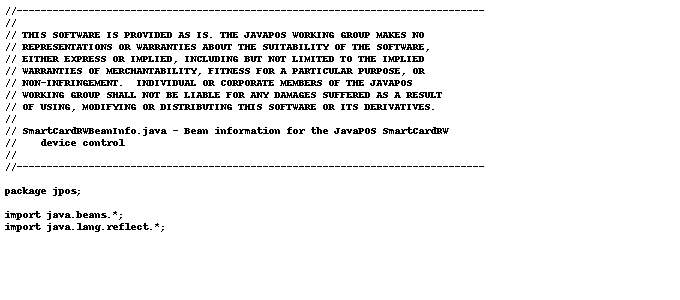 //------------------------------------------------------------------------------
//
// THIS SOFTWARE IS PROVIDED AS IS. THE JAVAPOS WORKING GROUP MAKES NO
// REPRESENTATIONS OR WARRANTIES ABOUT THE SUITABILITY OF THE SOFTWARE,
// EITHER EXPRESS OR IMPLIED, INCLUDING BUT NOT LIMITED TO THE IMPLIED
// WARRANTIES OF MERCHANTABILITY, FITNESS FOR A PARTICULAR PURPOSE, OR
// NON-INFRINGEMENT.  INDIVIDUAL OR CORPORATE MEMBERS OF THE JAVAPOS
// WORKING GROUP SHALL NOT BE LIABLE FOR ANY DAMAGES SUFFERED AS A RESULT
// OF USING, MODIFYING OR DISTRIBUTING THIS SOFTWARE OR ITS DERIVATIVES.
//
// SmartCardRWBeanInfo.java - Bean information for the JavaPOS SmartCardRW
//    device control
//
//------------------------------------------------------------------------------
package jpos;
import java.beans.*;
import java.lang.reflect.*;